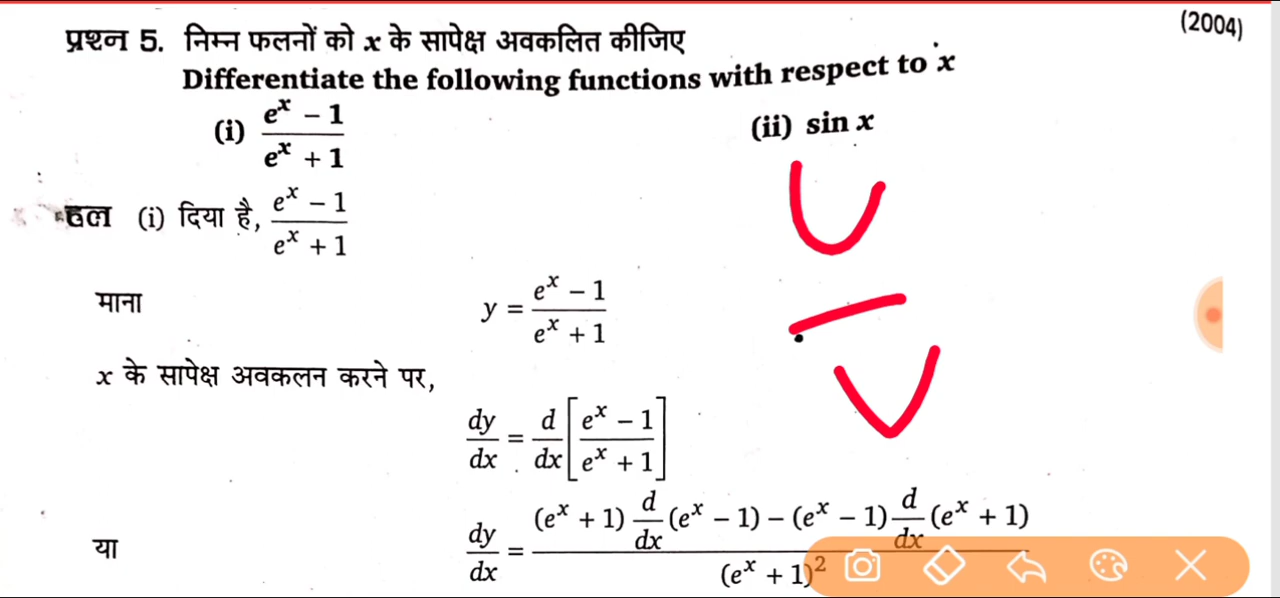 (2004)
प्रश्न 5. निम्न फलनों को x के सापेक्ष अवकलित कीजिए
Differentiate the following functions with respect to x
(i) (e^x − 1)/(e^x + 1) (ii) sin x
हल (i) दिया है, (e^x − 1)/(e^x + 1)
U
माना y = (e^x − 1)/(e^x + 1)
V
x के सापेक्ष अवकलन करने पर,
dy/dx = d/dx [(e^x − 1)/(e^x + 1)]
या dy/dx = ((e^x + 1) d/dx (e^x − 1) − (e^x − 1) d/dx (e^x + 1))/(e^x + 1)^2